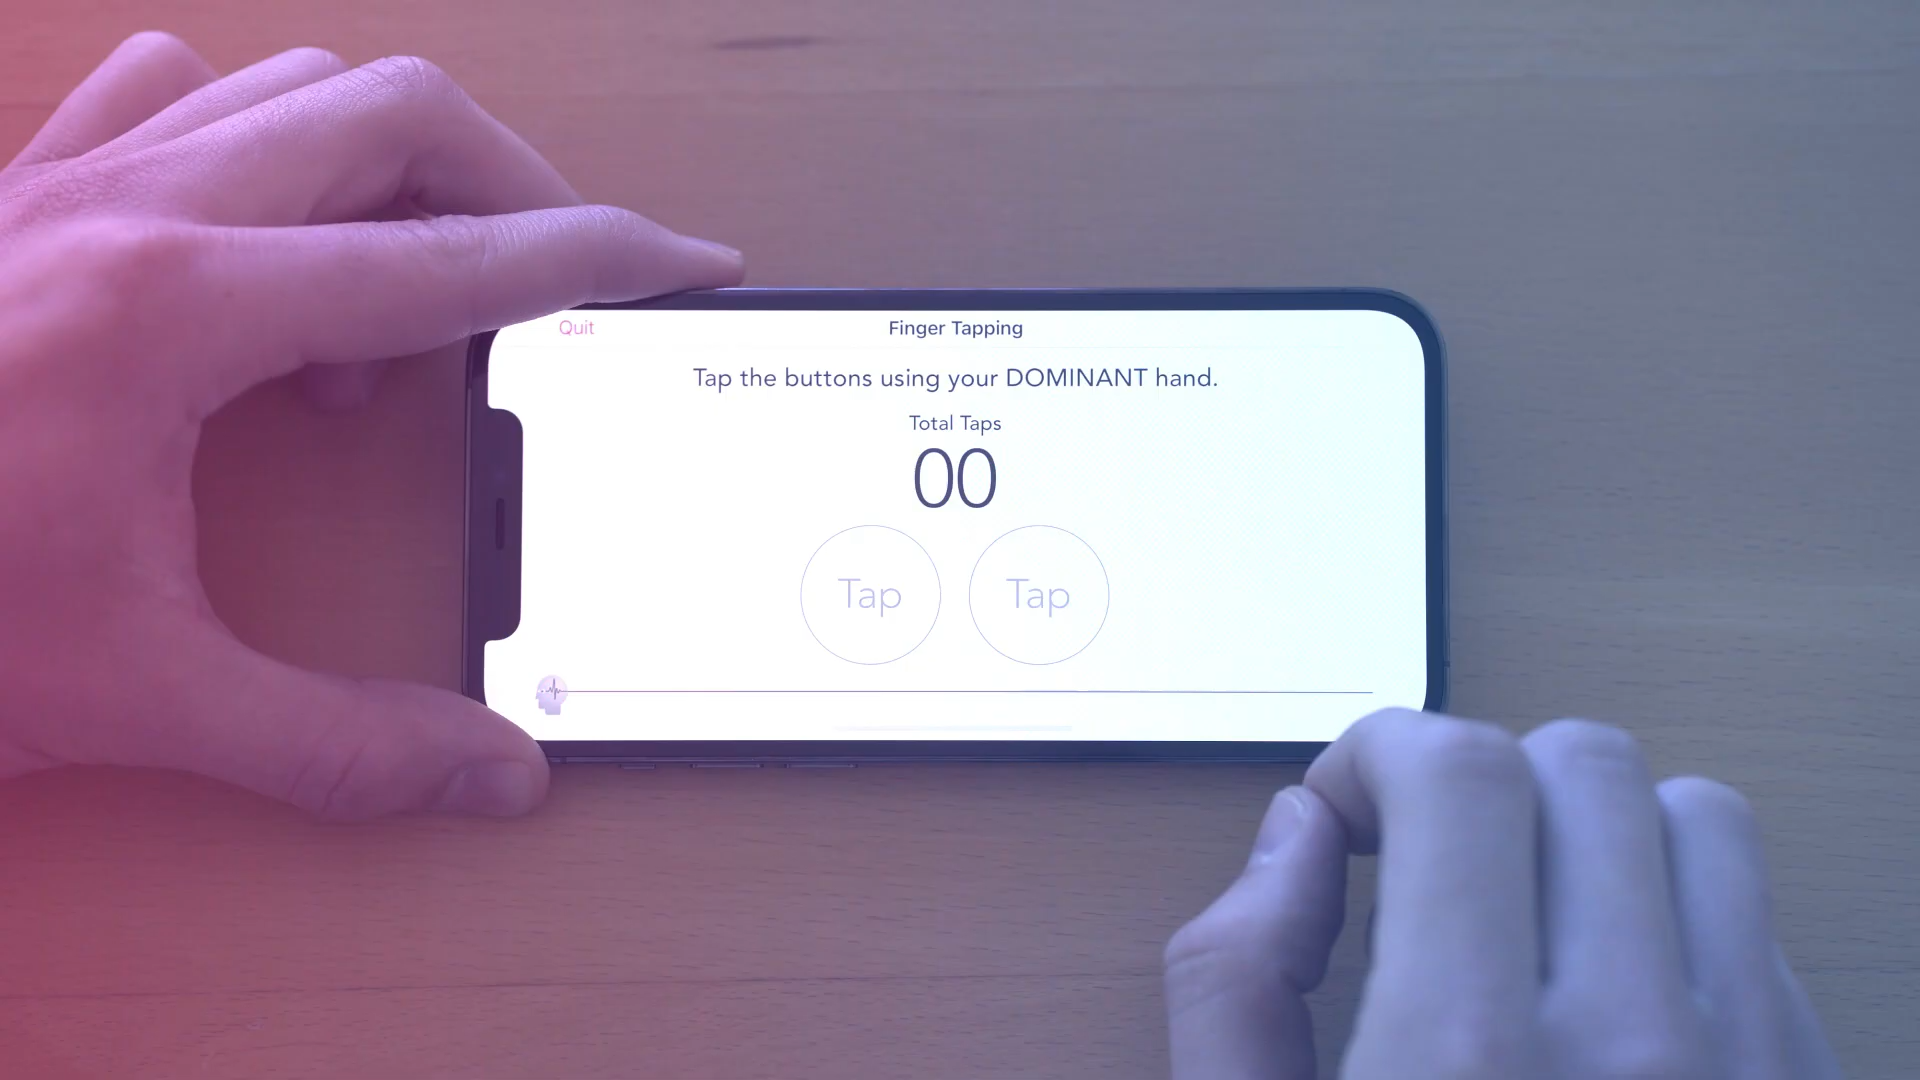 Quit
Finger Tapping
Tap the buttons using your DOMINANT hand.
Total Taps
00
Tap Tap